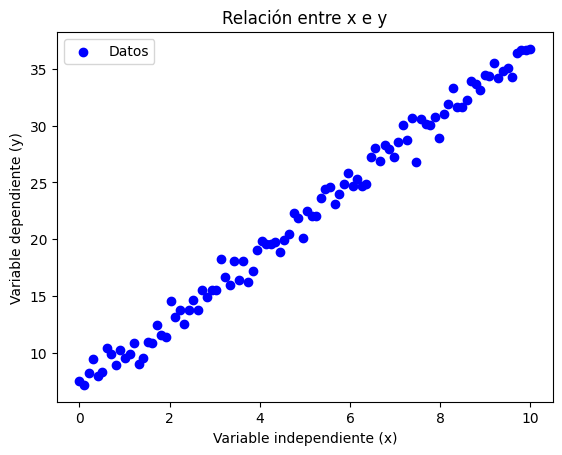 Relación entre x e y
Datos
Variable dependiente (y)
35
30
25
20
15
10
0 2 4 6 8 10
Variable independiente (x)